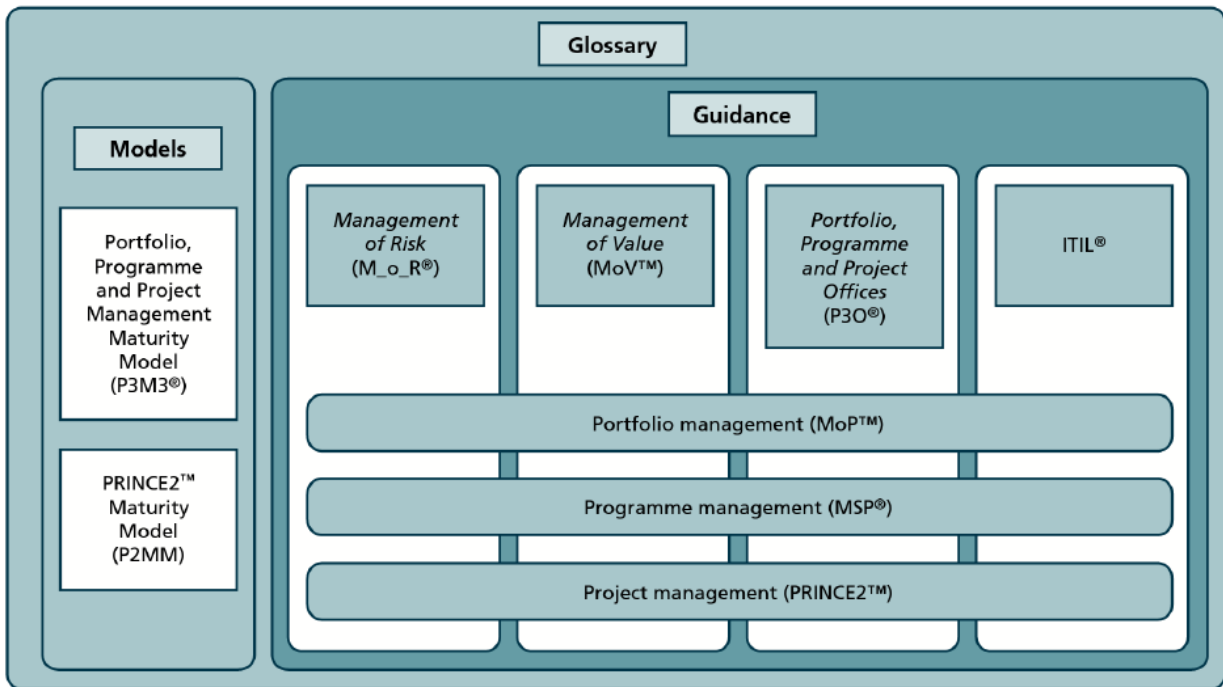 Glossary
Models
Portfolio,
Programme
and Project
Management
Maturity
Model
(P3M3®)
PRINCE2™
Maturity
Model
(P2MM)
Guidance
Management
of Risk
(M_o_R®)
Management
of Value
(MoV™)
Portfolio,
Programme
and Project
Offices
(P3O®)
ITIL®
Portfolio management (MoP™)
Programme management (MSP®)
Project management (PRINCE2™)